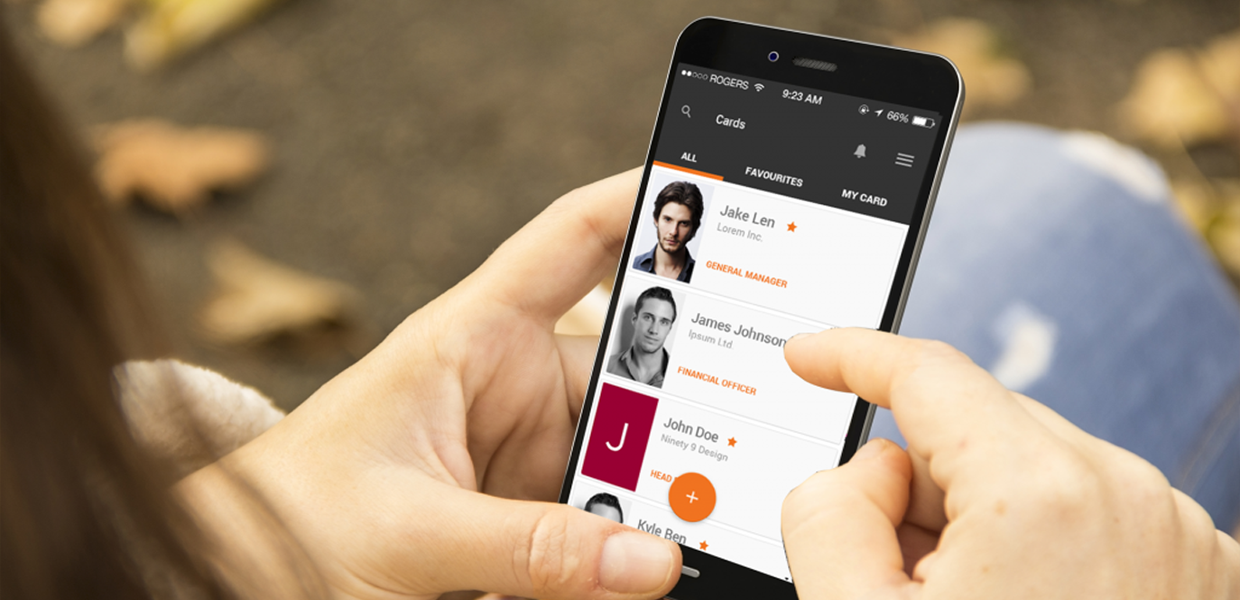 ROGERS 9:23 AM 66%
Cards
ALL FAVOURITES MY CARD
Jake Len
Lorem Inc.
GENERAL MANAGER
James Johnson
Ipsum Ltd.
FINANCIAL OFFICER
J
John Doe
Ninety 9 Design
HEAD
+
Kyle Ben